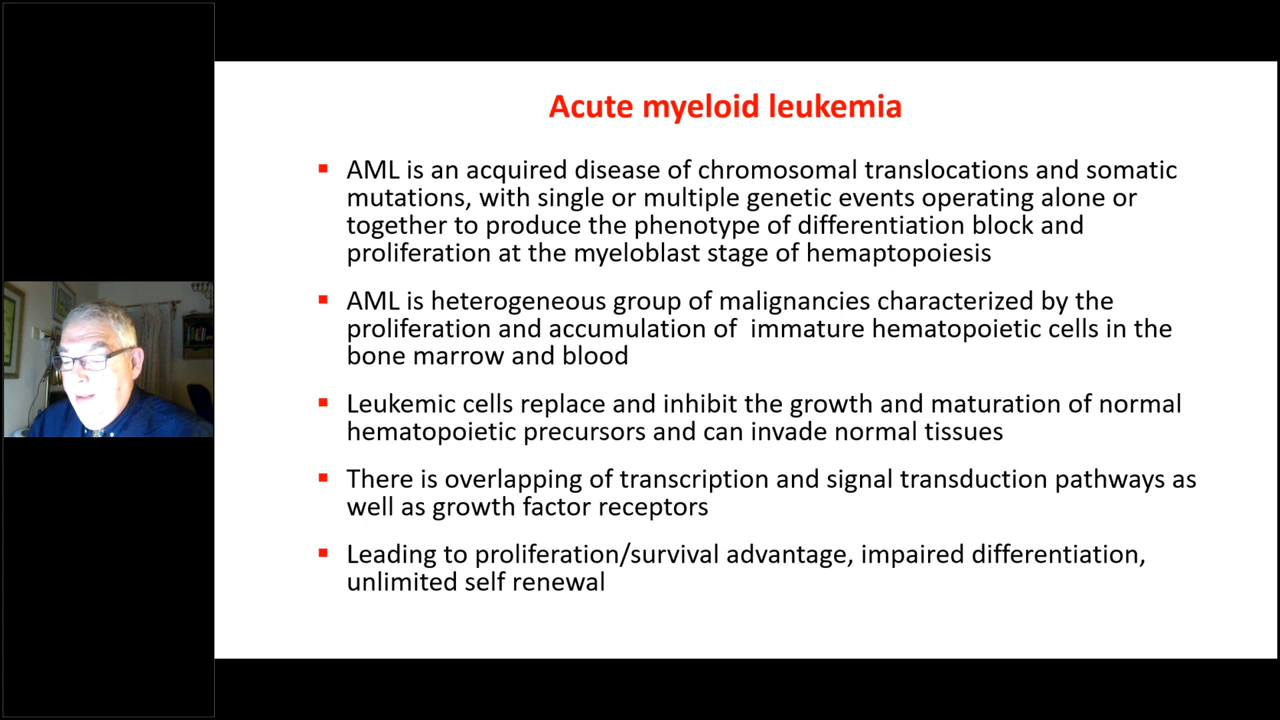 Acute myeloid leukemia
▪ AML is an acquired disease of chromosomal translocations and somatic
mutations, with single or multiple genetic events operating alone or
together to produce the phenotype of differentiation block and
proliferation at the myeloblast stage of hemaptopoiesis
▪ AML is heterogeneous group of malignancies characterized by the
proliferation and accumulation of  immature hematopoietic cells in the
bone marrow and blood
▪ Leukemic cells replace and inhibit the growth and maturation of normal
hematopoietic precursors and can invade normal tissues
▪ There is overlapping of transcription and signal transduction pathways as
well as growth factor receptors
▪ Leading to proliferation/survival advantage, impaired differentiation,
unlimited self renewal